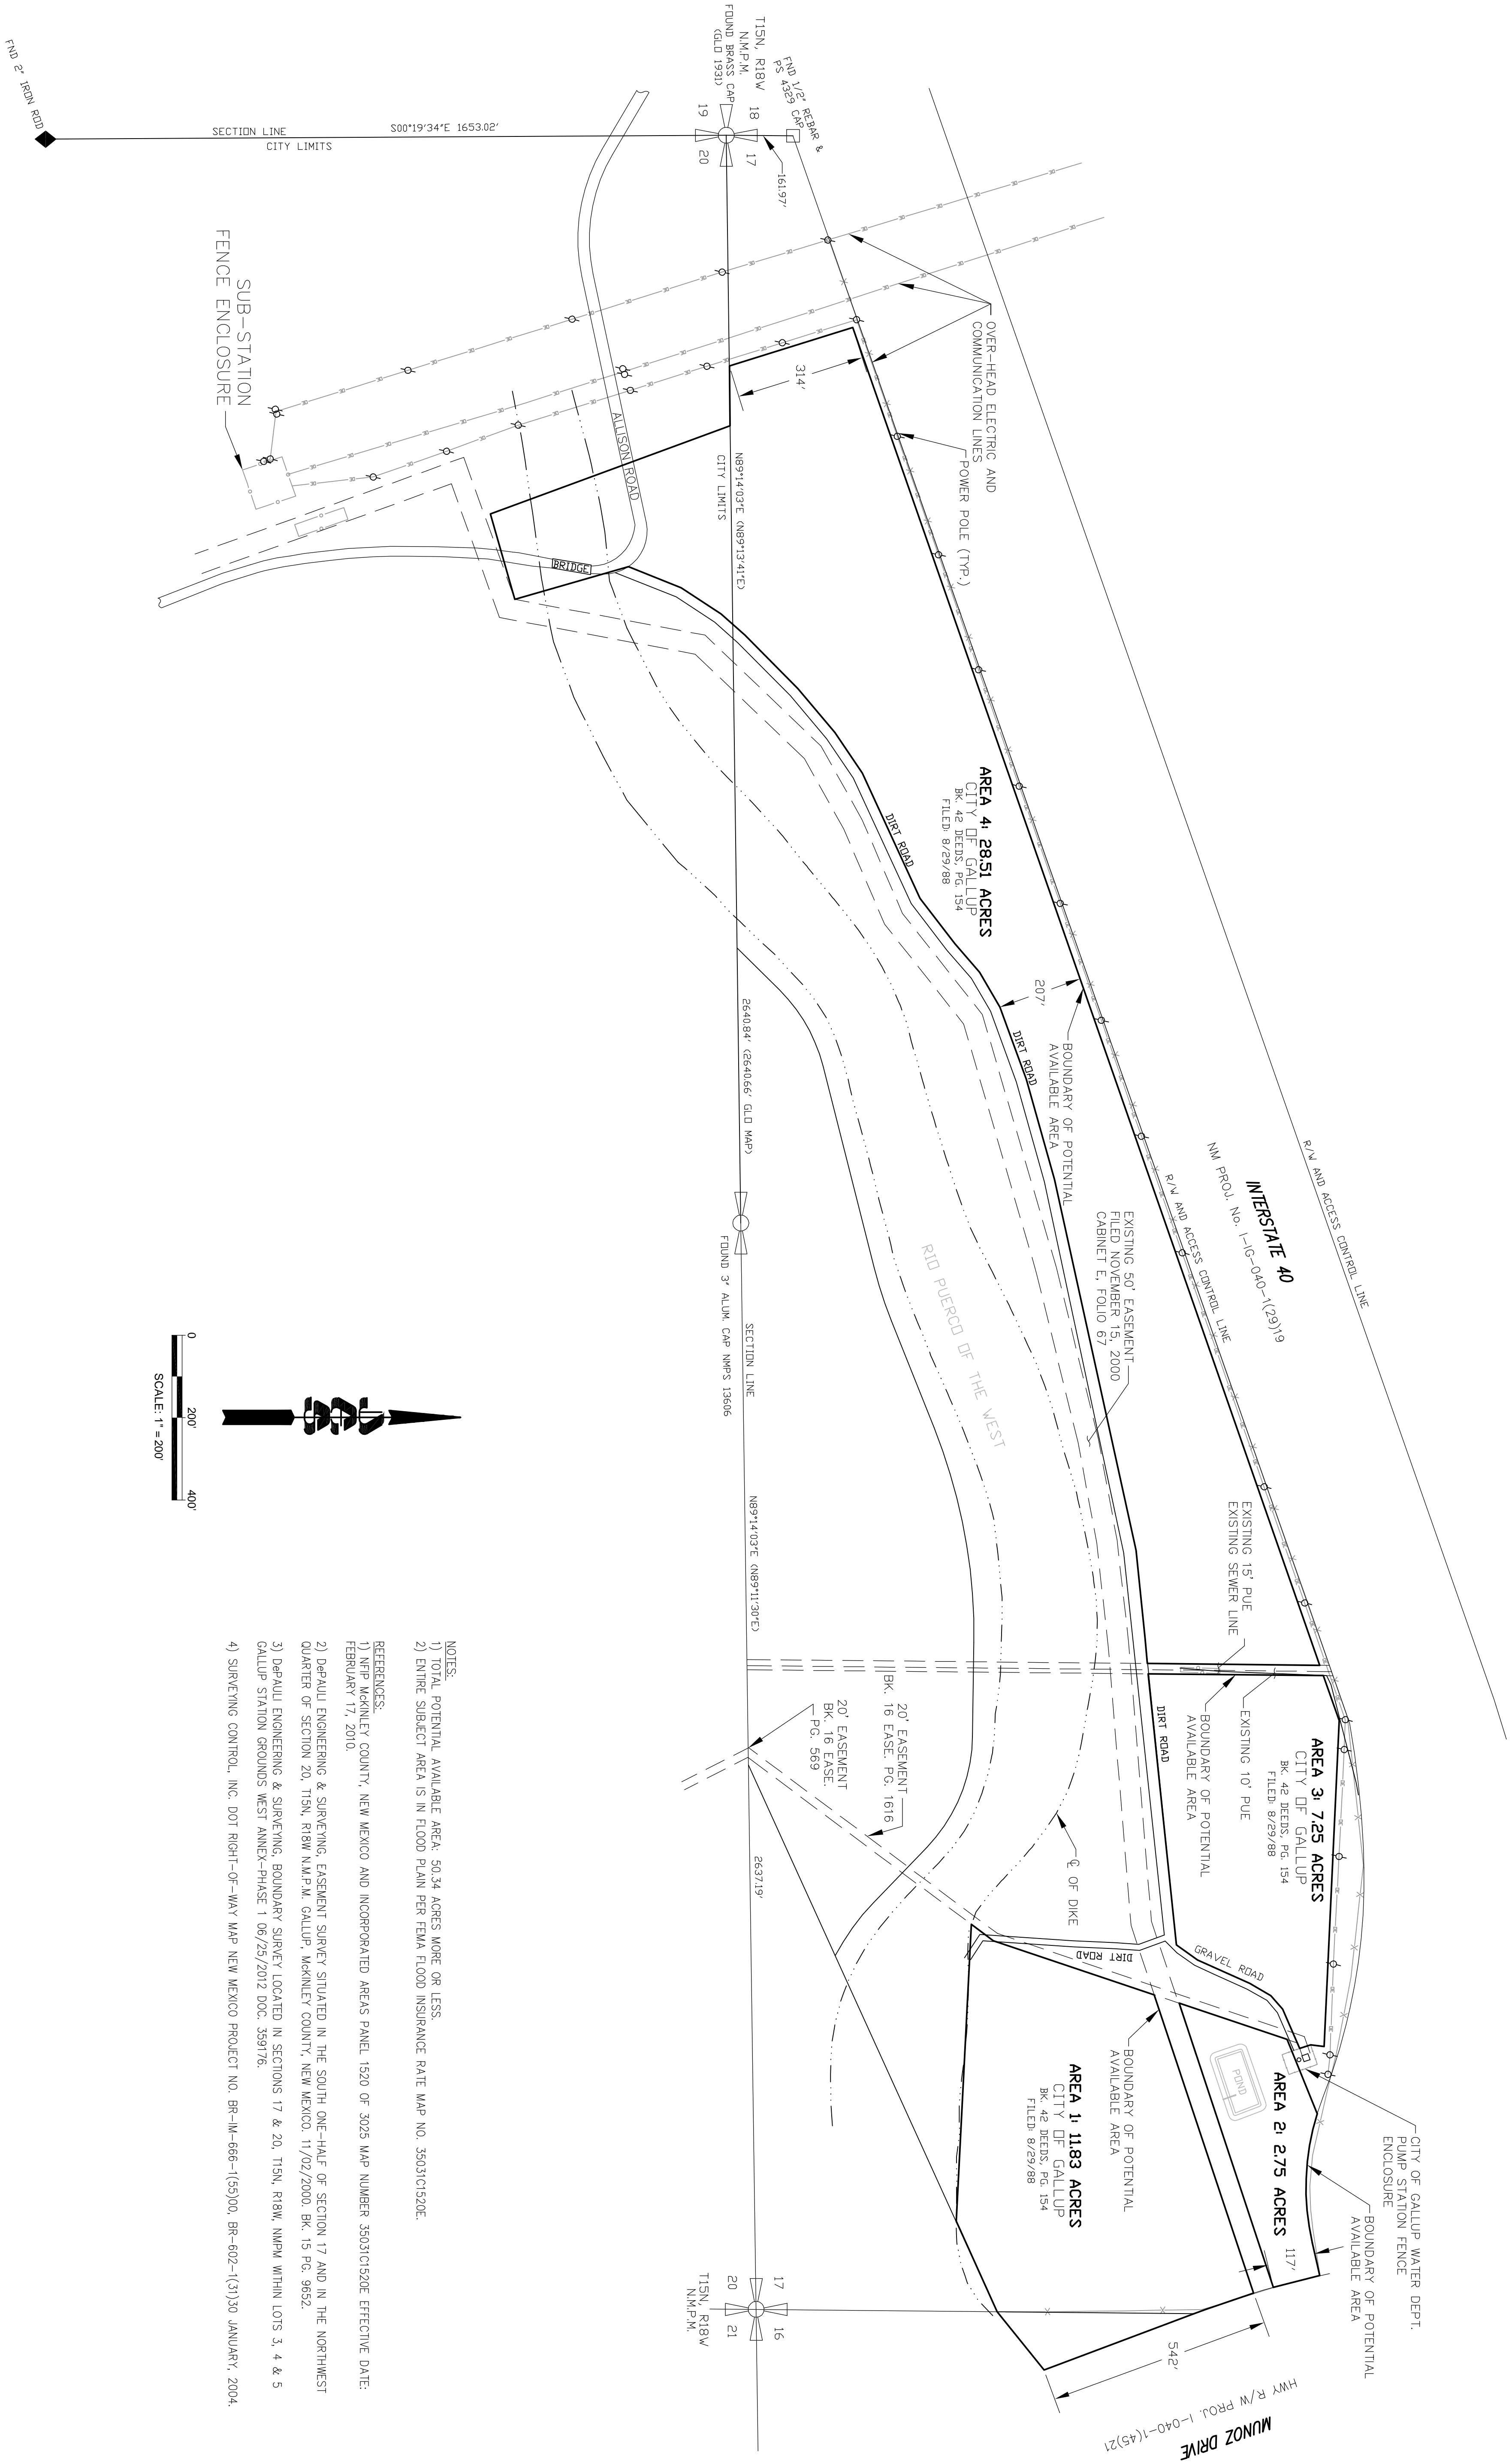 FND 2" IRON ROD
SECTION LINE
S00°19'34"E 1653.02'
CITY LIMITS
T15N, R18W
N.M.P.M.
FOUND BRASS CAP
(GLO 1931)
FND 1/2" REBAR &
PS 4329 CAP
18
17
19
20
161.97'
SUB-STATION
FENCE ENCLOSURE
OVER-HEAD ELECTRIC AND
COMMUNICATION LINES
POWER POLE (TYP.)
314'
ALLISON ROAD
BRIDGE
N89°14'03"E (N89°13'41"E)
CITY LIMITS
AREA 4: 28.51 ACRES
CITY OF GALLUP
BK. 42 DEEDS, PG. 154
FILED: 8/29/88
DIRT ROAD
207'
DIRT ROAD
BOUNDARY OF POTENTIAL
AVAILABLE AREA
2640.84' (2640.66' GLO MAP)
INTERSTATE 40
NM PROJ. No. I-IG-040-1(29)19
R/W AND ACCESS CONTROL LINE
R/W AND ACCESS CONTROL LINE
EXISTING 50' EASEMENT
FILED NOVEMBER 15, 2000
CABINET E, FOLIO 67
RIO PUERCO OF THE WEST
FOUND 3" ALUM. CAP NMPS 13606
SECTION LINE
N89°14'03"E (N89°11'30"E)
EXISTING 15' PUE
EXISTING SEWER LINE
EXISTING 10' PUE
BOUNDARY OF POTENTIAL
AVAILABLE AREA
DIRT ROAD
AREA 3: 7.25 ACRES
CITY OF GALLUP
BK. 42 DEEDS, PG. 154
FILED: 8/29/88
20' EASEMENT
BK. 16 EASE. PG. 1616
20' EASEMENT
BK. 16 EASE.
PG. 569
℄ OF DIKE
2637.19'
GRAVEL ROAD
DIRT ROAD
POND
AREA 2: 2.75 ACRES
117'
BOUNDARY OF POTENTIAL
AVAILABLE AREA
AREA 1: 11.83 ACRES
CITY OF GALLUP
BK. 42 DEEDS, PG. 154
FILED: 8/29/88
CITY OF GALLUP WATER DEPT.
PUMP STATION FENCE
ENCLOSURE
BOUNDARY OF POTENTIAL
AVAILABLE AREA
542'
HWY R/W PROJ. I-040-1(45)21
MUNOZ DRIVE
17
16
20
21
T15N, R18W
N.M.P.M.
0
200'
400'
SCALE: 1" = 200'
NOTES:
1) TOTAL POTENTIAL AVAILABLE AREA: 50.34 ACRES MORE OR LESS.
2) ENTIRE SUBJECT AREA IS IN FLOOD PLAIN PER FEMA FLOOD INSURANCE RATE MAP NO. 35031C1520E.
REFERENCES:
1) NFIP McKINLEY COUNTY, NEW MEXICO AND INCORPORATED AREAS PANEL 1520 OF 3025 MAP NUMBER 35031C1520E EFFECTIVE DATE:
FEBRUARY 17, 2010.
2) DePAULI ENGINEERING & SURVEYING, EASEMENT SURVEY SITUATED IN THE SOUTH ONE-HALF OF SECTION 17 AND IN THE NORTHWEST
QUARTER OF SECTION 20, T15N, R18W N.M.P.M. GALLUP, McKINLEY COUNTY, NEW MEXICO. 11/02/2000. BK. 15 PG. 9652.
3) DePAULI ENGINEERING & SURVEYING, BOUNDARY SURVEY LOCATED IN SECTIONS 17 & 20, T15N, R18W, NMPM WITHIN LOTS 3, 4 & 5
GALLUP STATION GROUNDS WEST ANNEX-PHASE 1 06/25/2012 DOC. 359176.
4) SURVEYING CONTROL, INC. DOT RIGHT-OF-WAY MAP NEW MEXICO PROJECT NO. BR-IM-666-1(55)00, BR-602-1(31)30 JANUARY, 2004.